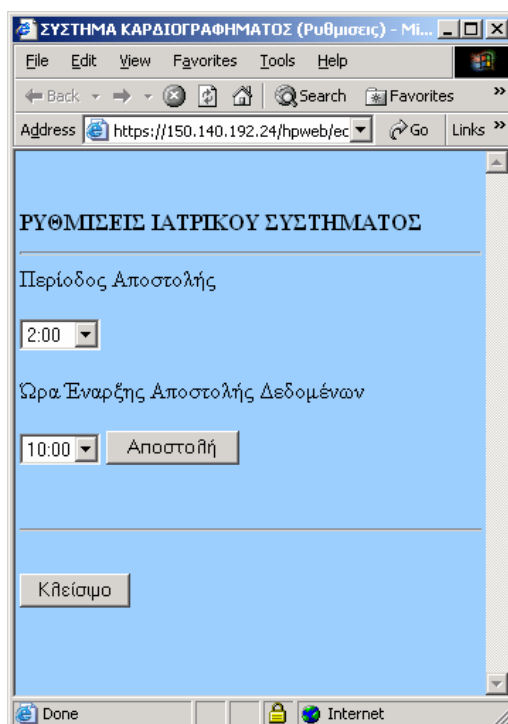 ΣΥΣΤΗΜΑ ΚΑΡΔΙΟΓΡΑΦΗΜΑΤΟΣ (Ρυθμισεις) - Mi...
File Edit View Favorites Tools Help
Back Search Favorites »
Address https://150.140.192.24/hpweb/ec Go Links »
ΡΥΘΜΙΣΕΙΣ ΙΑΤΡΙΚΟΥ ΣΥΣΤΗΜΑΤΟΣ
Περίοδος Αποστολής
2:00
Ώρα Έναρξης Αποστολής Δεδομένων
10:00 Αποστολή
Κλείσιμο
Done Internet